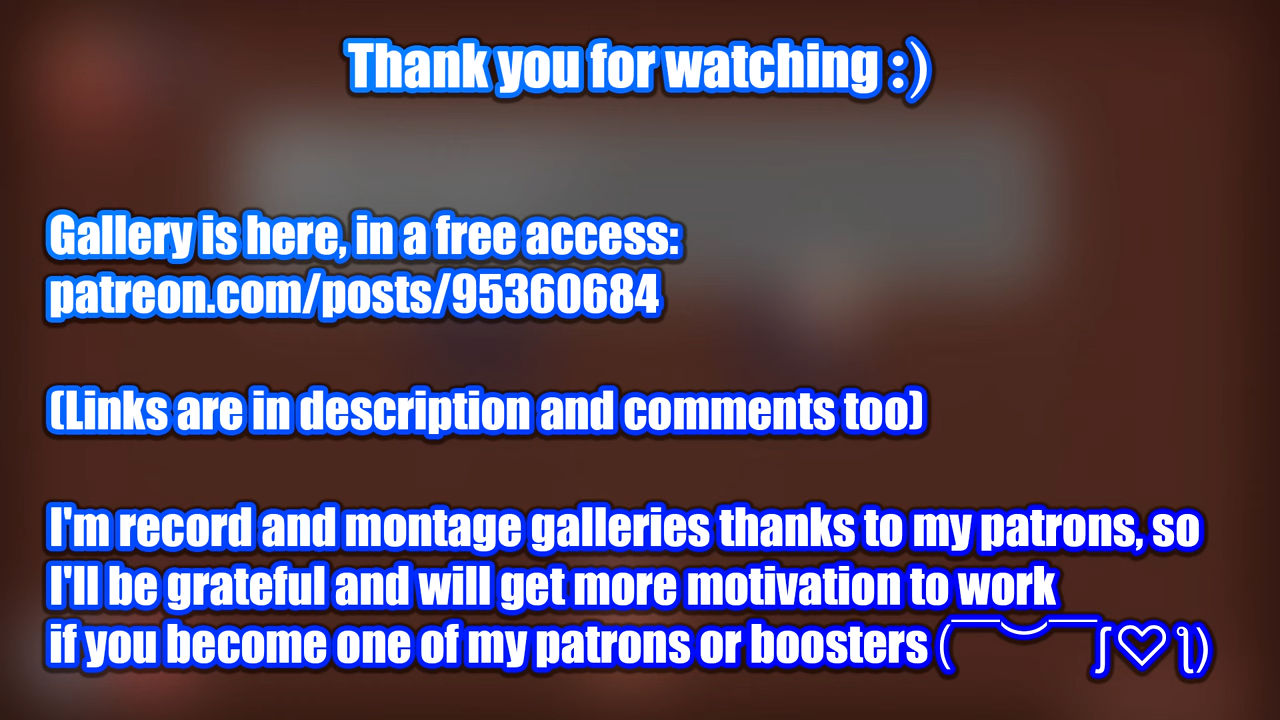 Thank you for watching :)
Gallery is here, in a free access:
patreon.com/posts/95360684
(Links are in description and comments too)
I'm record and montage galleries thanks to my patrons, so
I'll be grateful and will get more motivation to work
if you become one of my patrons or boosters (￣︶￣ʃ♡ƪ)